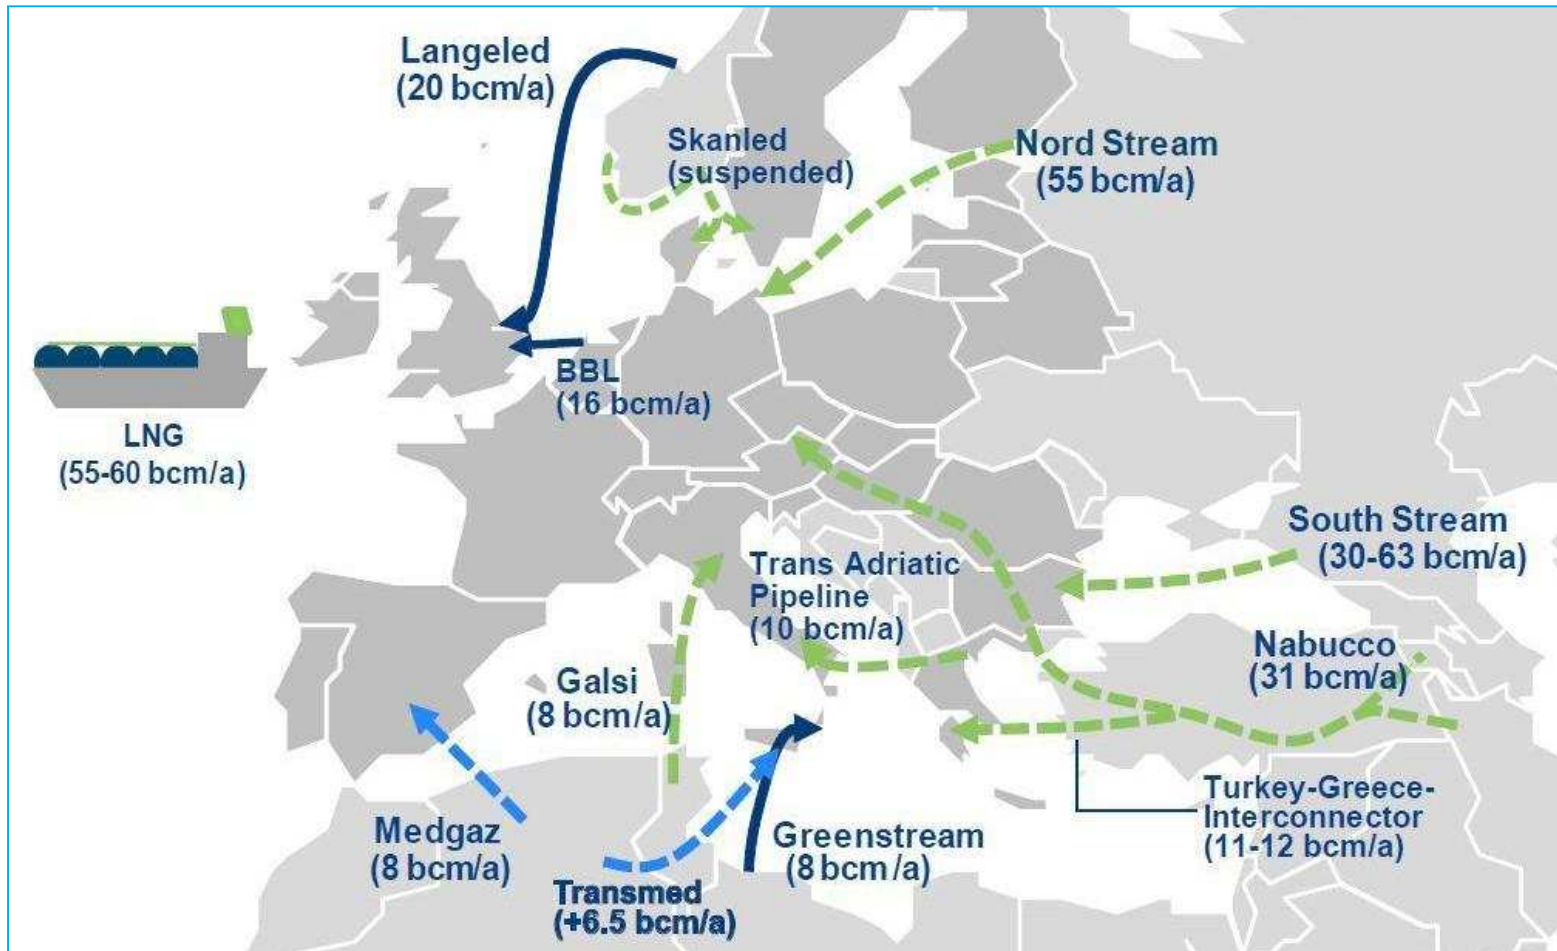 Langeled
(20 bcm/a)
Skanled
(suspended)
Nord Stream
(55 bcm/a)
BBL
(16 bcm/a)
LNG
(55-60 bcm/a)
South Stream
(30-63 bcm/a)
Trans Adriatic
Pipeline
(10 bcm/a)
Nabucco
(31 bcm/a)
Galsi
(8 bcm/a)
Turkey-Greece-
Interconnector
(11-12 bcm/a)
Medgaz
(8 bcm/a)
Greenstream
(8 bcm/a)
Transmed
(+6.5 bcm/a)